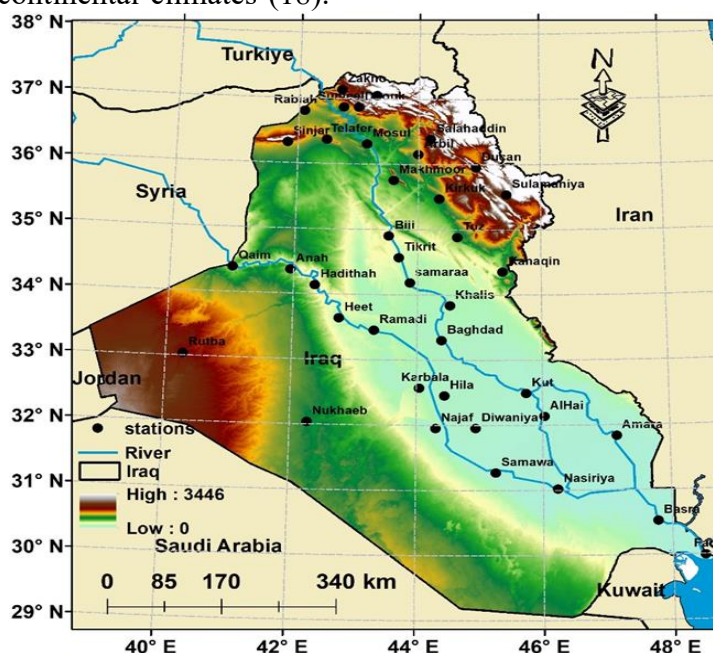 continental climates (18).
38° N
Turkiye
N
37° N
Zakho
Rabiah
Sinjar
Telafer
Mosul
Salahaddin
Arbil
36° N
Dukan
Makhmoor
Sulamaniya
Syria
Kirkuk
Iran
35° N
Biji
Tuz
Tikrit
Qaim
Anah
Kanaqin
34° N
Hadithah
samaraa
Khalis
Heet
Ramadi
Baghdad
33° N
Rutba
Iraq
Jordan
Karbala
Hila
Kut
32° N
Nukhaeb
AlHai
stations
Najaf
Diwaniya
Amara
River
Iraq
31° N
Samawa
Nasiriya
High : 3446
Basra
Low : 0
30° N
Saudi Arabia
0
85
170
340 km
Kuwait
29° N
40° E
42° E
44° E
46° E
48° E